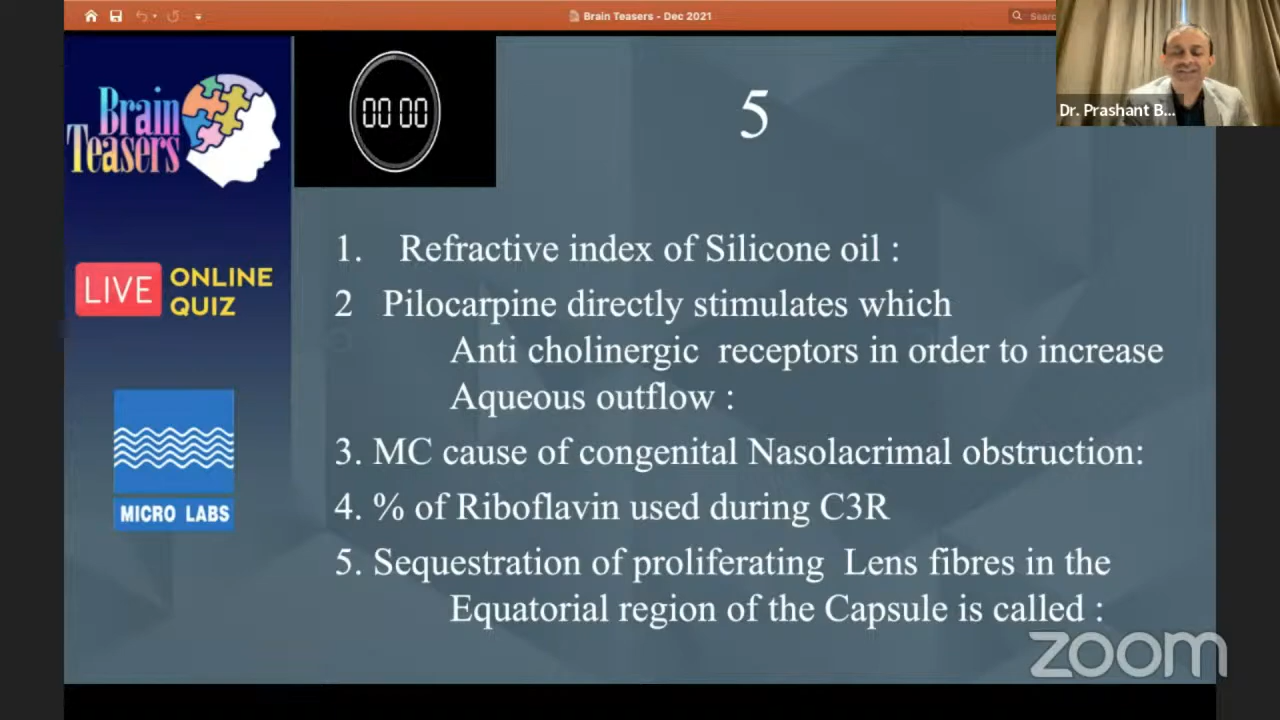 Brain Teasers - Dec 2021
Brain
Teasers
00 00
5
Dr. Prashant B...
LIVE ONLINE
QUIZ
1. Refractive index of Silicone oil :
2 Pilocarpine directly stimulates which
Anti cholinergic receptors in order to increase
Aqueous outflow :
3. MC cause of congenital Nasolacrimal obstruction:
4. % of Riboflavin used during C3R
5. Sequestration of proliferating Lens fibres in the
Equatorial region of the Capsule is called :
MICRO LABS
zoom